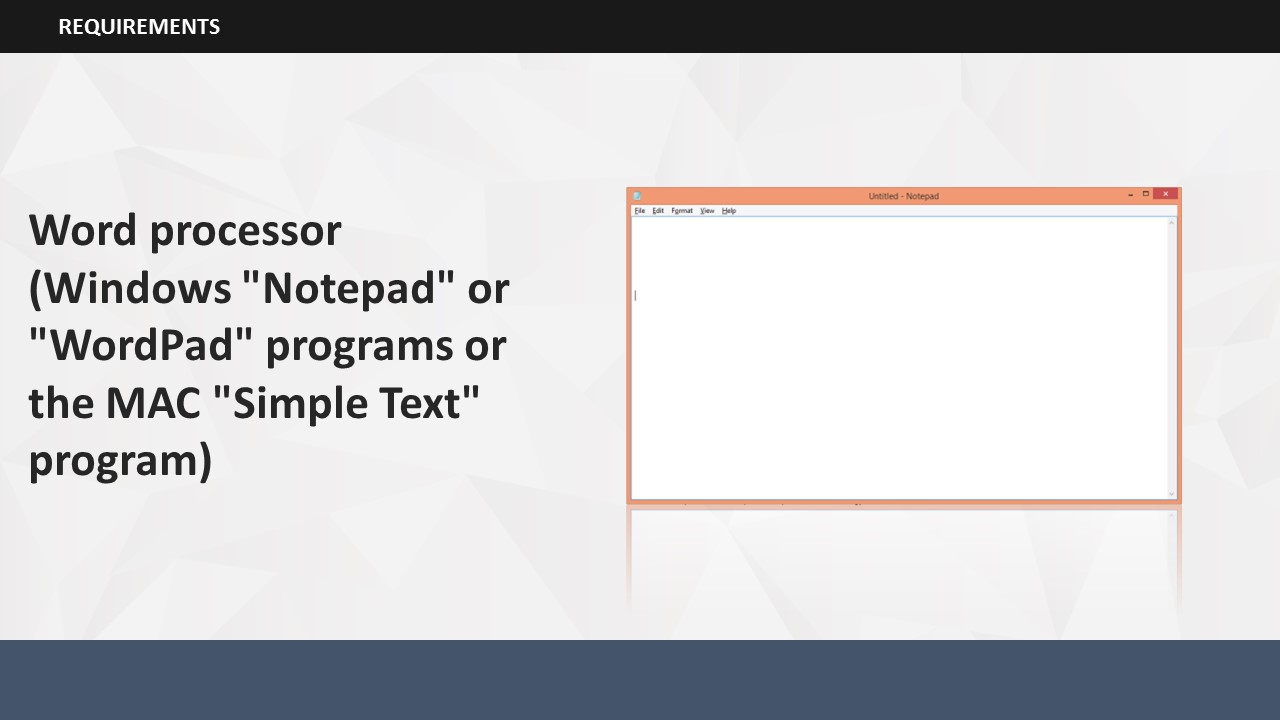 REQUIREMENTS
Word processor
(Windows "Notepad" or
"WordPad" programs or
the MAC "Simple Text"
program)
Untitled - Notepad
File Edit Format View Help